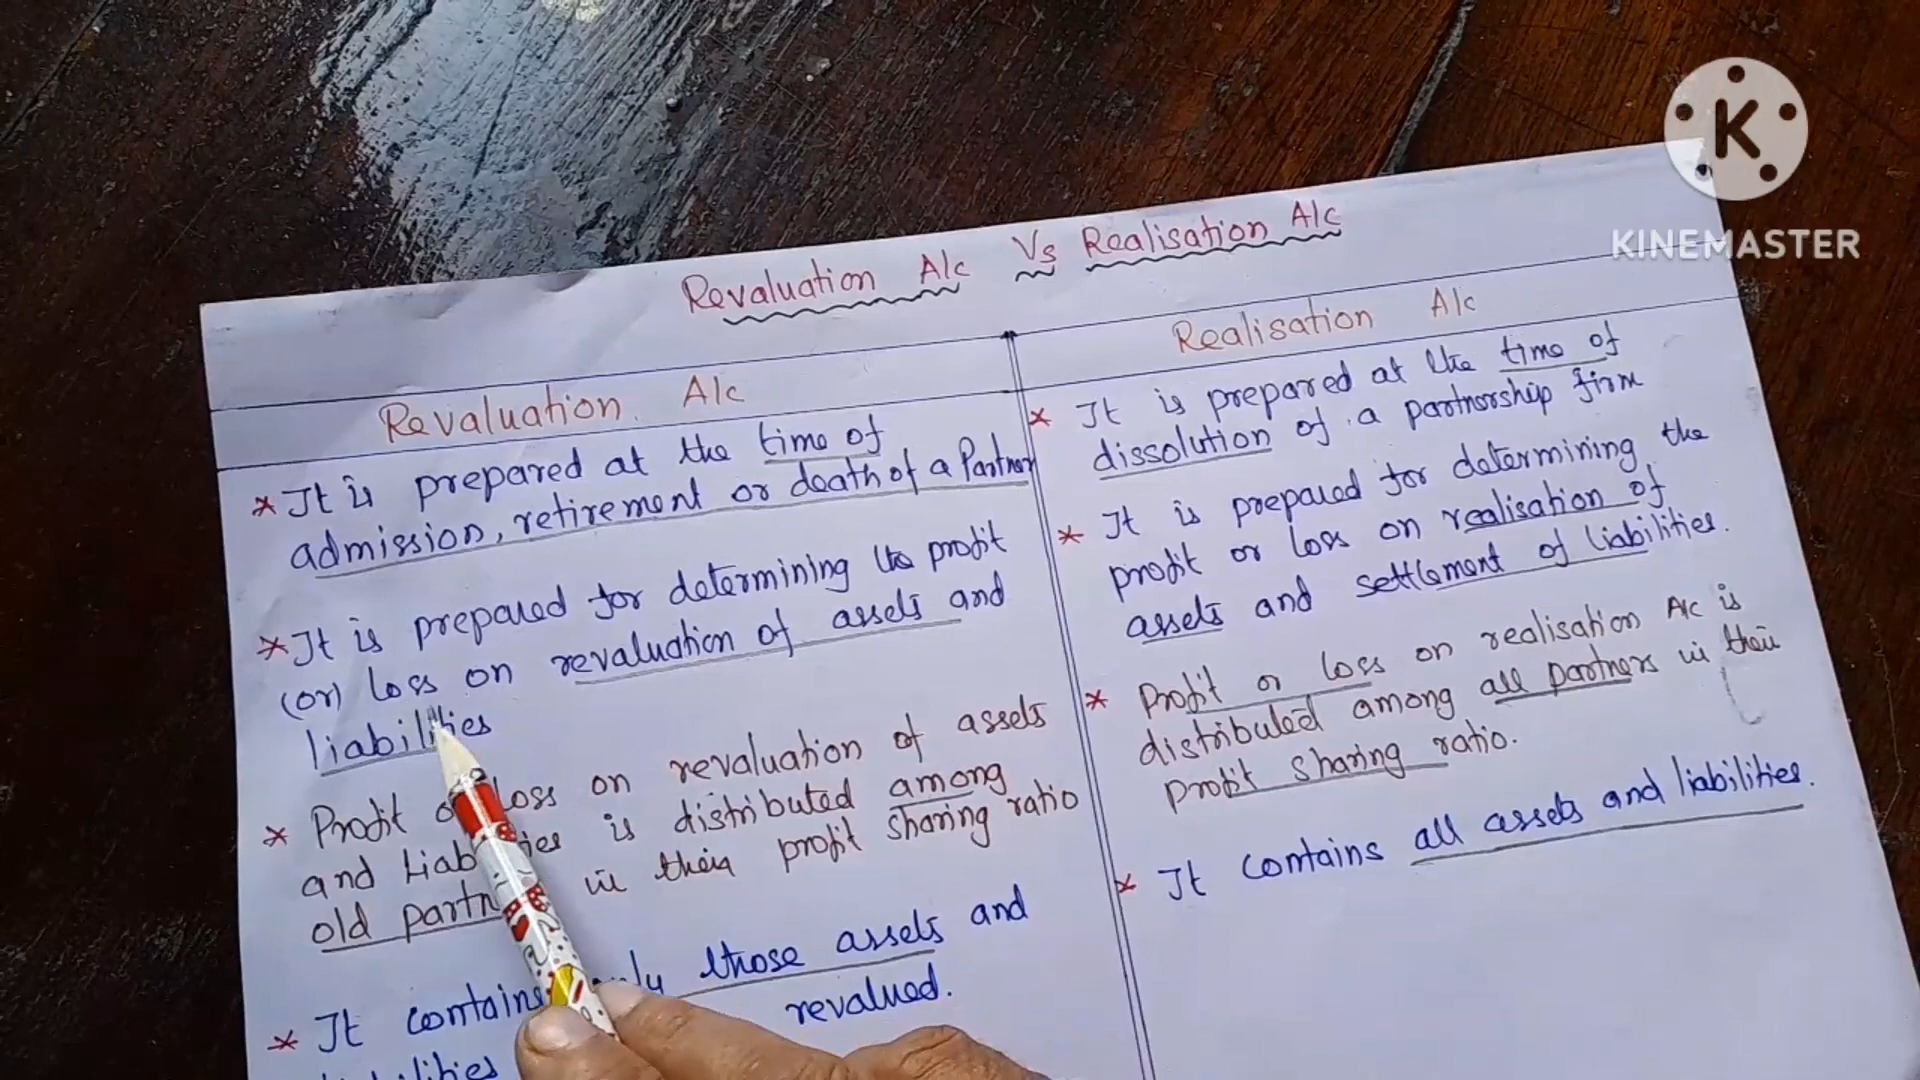 KINEMASTER
Revaluation A/c Vs Realisation A/c
Revaluation. A/c
* It is prepared at the time of
admission, retirement or death of a Partner
* It is prepared for determining the profit
(or) loss on revaluation of assets and
liabilities
* Profit or loss on revaluation of assets
and liabilities is distributed among
old partners in their profit sharing ratio
* It contains only those assets and
liabilities revalued.
Realisation A/c
* It is prepared at the time of
dissolution of a partnership firm
* It is prepared for determining the
profit or loss on realisation of
assets and settlement of liabilities.
* Profit or loss on realisation A/c is
distributed among all partners in their
profit sharing ratio.
* It contains all assets and liabilities.